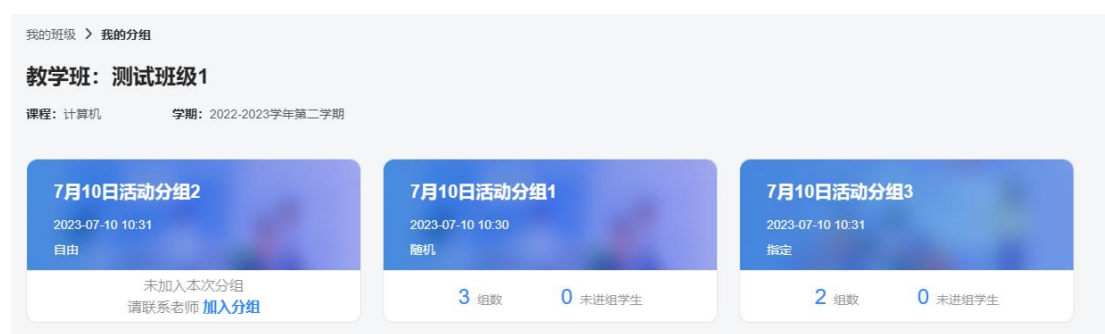 我的班级 > 我的分组
教学班：测试班级1
课程：计算机 学期：2022-2023学年第二学期
7月10日活动分组2
2023-07-10 10:31
自由
未加入本次分组
请联系老师 加入分组
7月10日活动分组1
2023-07-10 10:30
随机
3 组数 0 未进组学生
7月10日活动分组3
2023-07-10 10:31
指定
2 组数 0 未进组学生